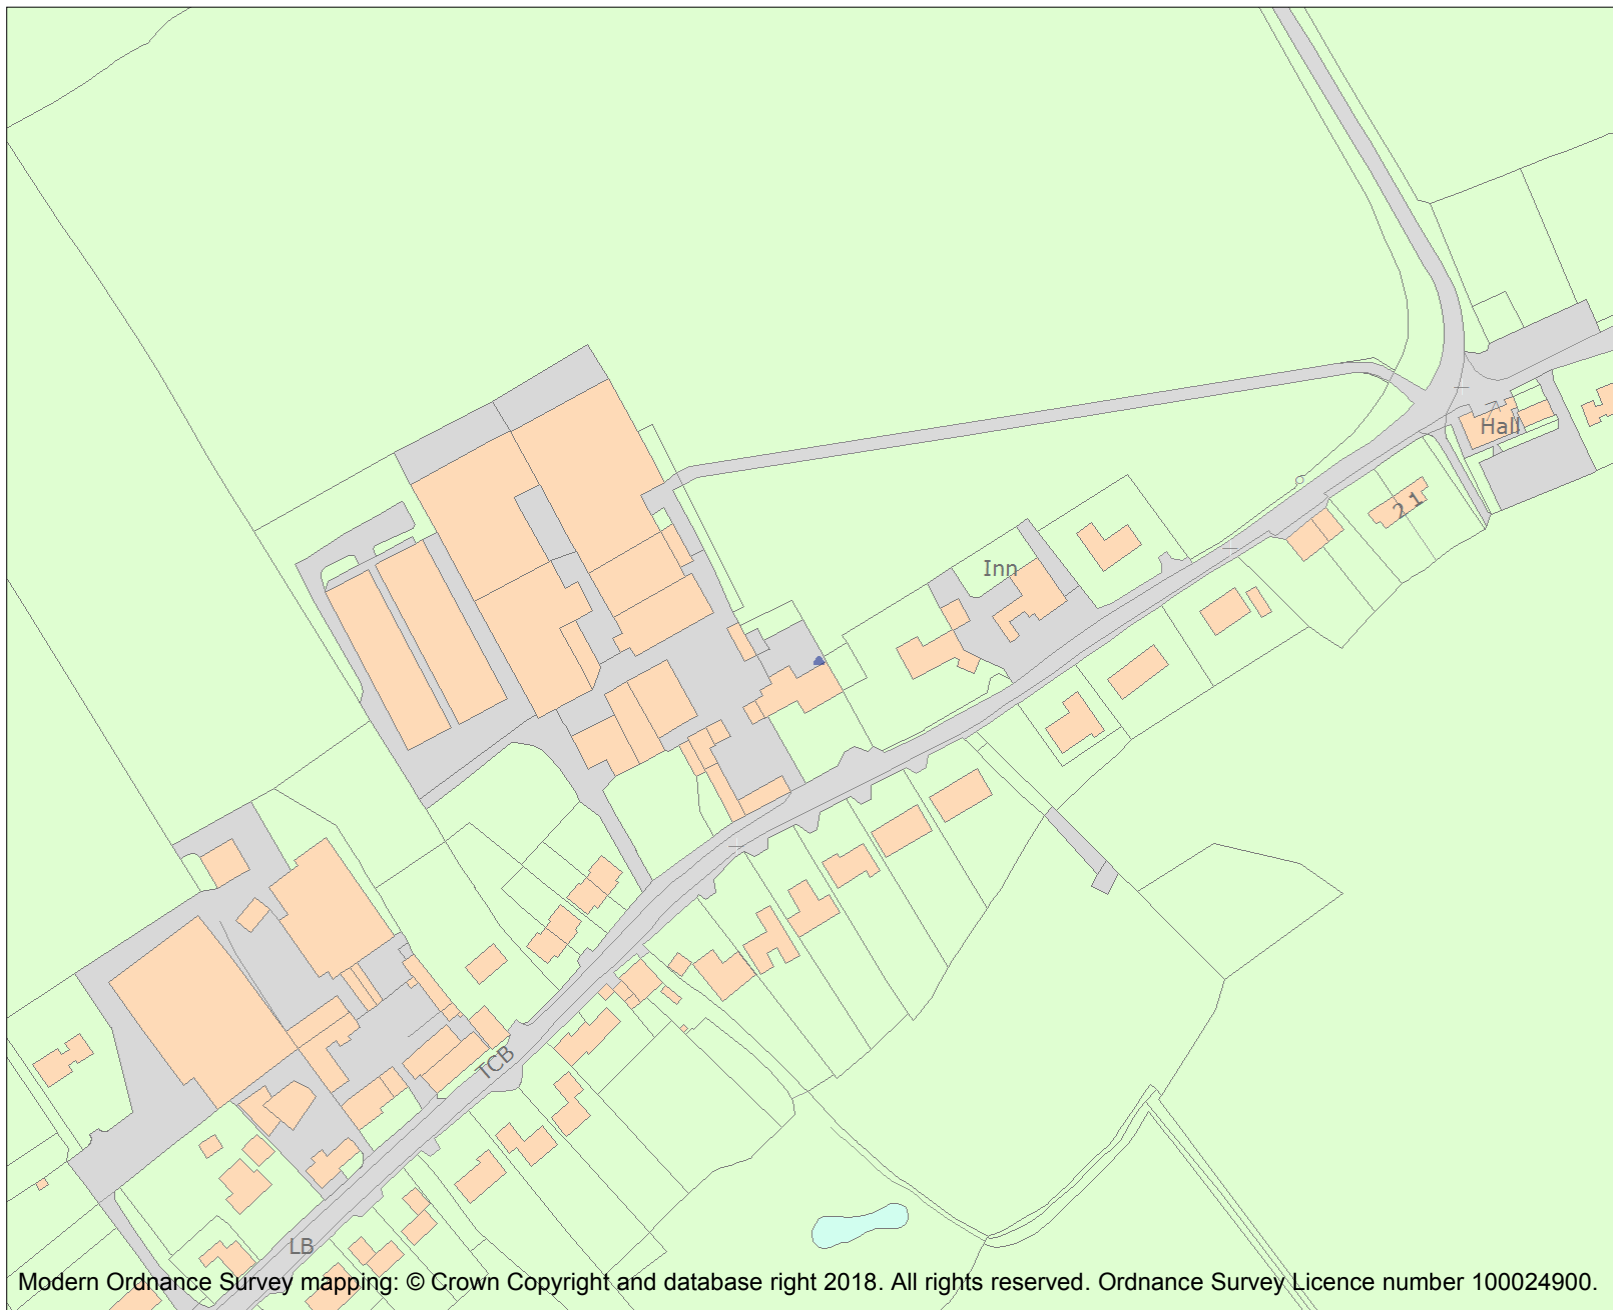 Hall
2 1
Inn
TCB
LB
Modern Ordnance Survey mapping: © Crown Copyright and database right 2018. All rights reserved. Ordnance Survey Licence number 100024900.